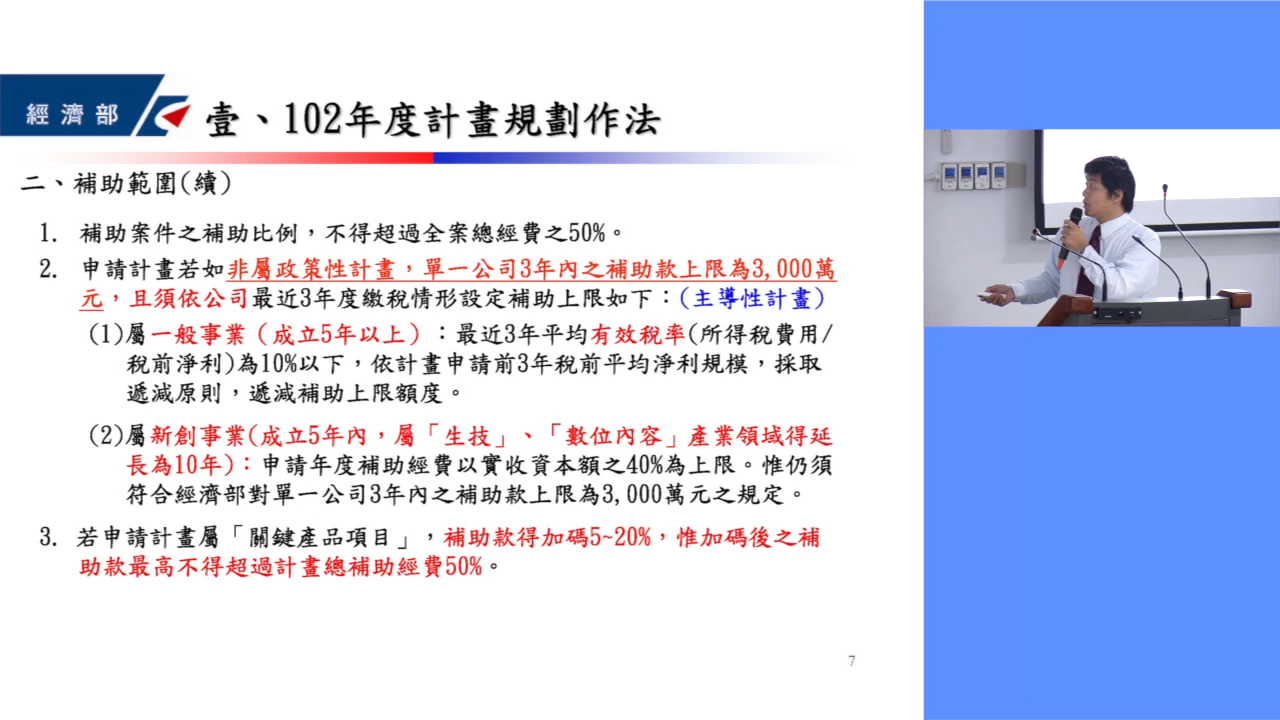 經濟部
壹、102年度計畫規劃作法
二、補助範圍(續)
1. 補助案件之補助比例，不得超過全案總經費之50%。
2. 申請計畫若如非屬政策性計畫，單一公司3年內之補助款上限為3,000萬
元，且須依公司最近3年度繳稅情形設定補助上限如下：(主導性計畫)
(1)屬一般事業（成立5年以上）：最近3年平均有效稅率(所得稅費用/
稅前淨利)為10%以下，依計畫申請前3年稅前平均淨利規模，採取
遞減原則，遞減補助上限額度。
(2)屬新創事業(成立5年內，屬「生技」、「數位內容」產業領域得延
長為10年)：申請年度補助經費以實收資本額之40%為上限。惟仍須
符合經濟部對單一公司3年內之補助款上限為3,000萬元之規定。
3. 若申請計畫屬「關鍵產品項目」，補助款得加碼5~20%，惟加碼後之補
助款最高不得超過計畫總補助經費50%。
7